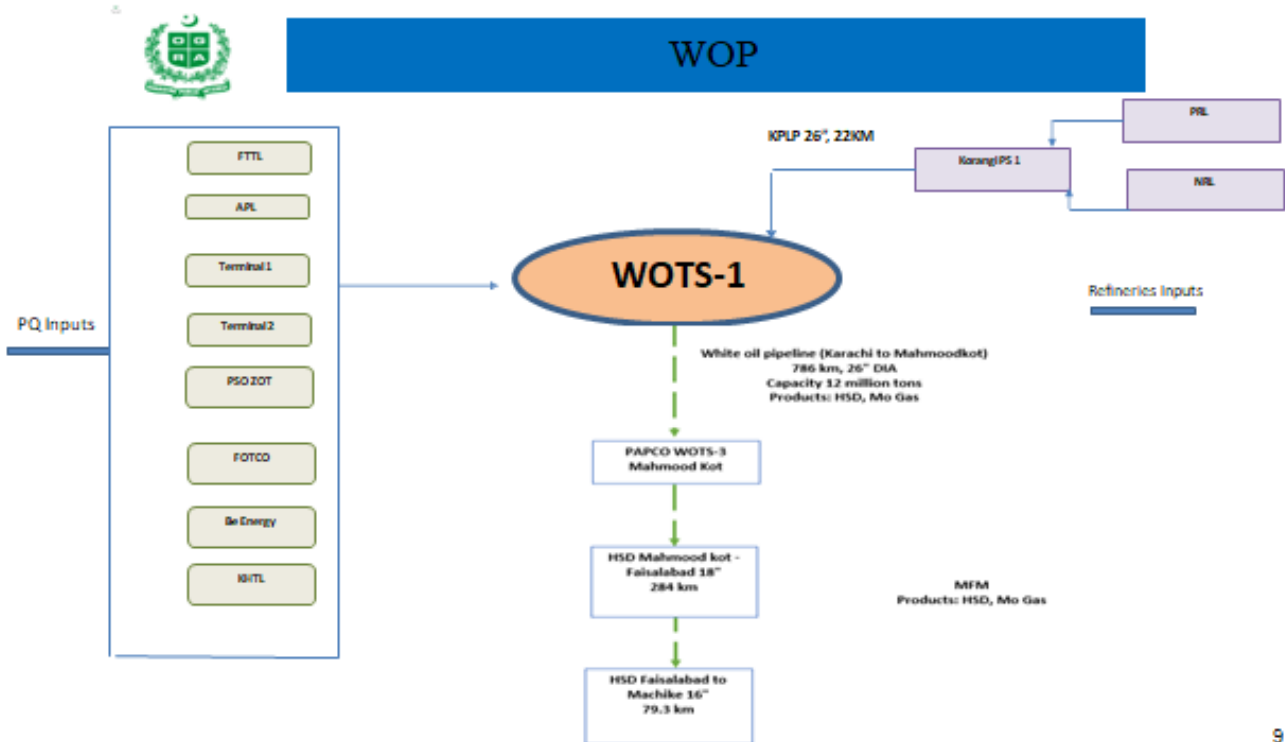 OGRA
WOP
PQ Inputs
FTTL
APL
Terminal 1
Terminal 2
PSO ZOT
FOTCO
Be Energy
KHTL
KPLP 26", 22KM
PRL
Korangi PS 1
NRL
Refineries Inputs
WOTS-1
White oil pipeline (Karachi to Mahmoodkot)
786 km, 26" DIA
Capacity 12 million tons
Products: HSD, Mo Gas
PAPCO WOTS-3
Mahmood Kot
HSD Mahmood kot -
Faisalabad 18"
284 km
MFM
Products: HSD, Mo Gas
HSD Faisalabad to
Machike 16"
79.3 km
9